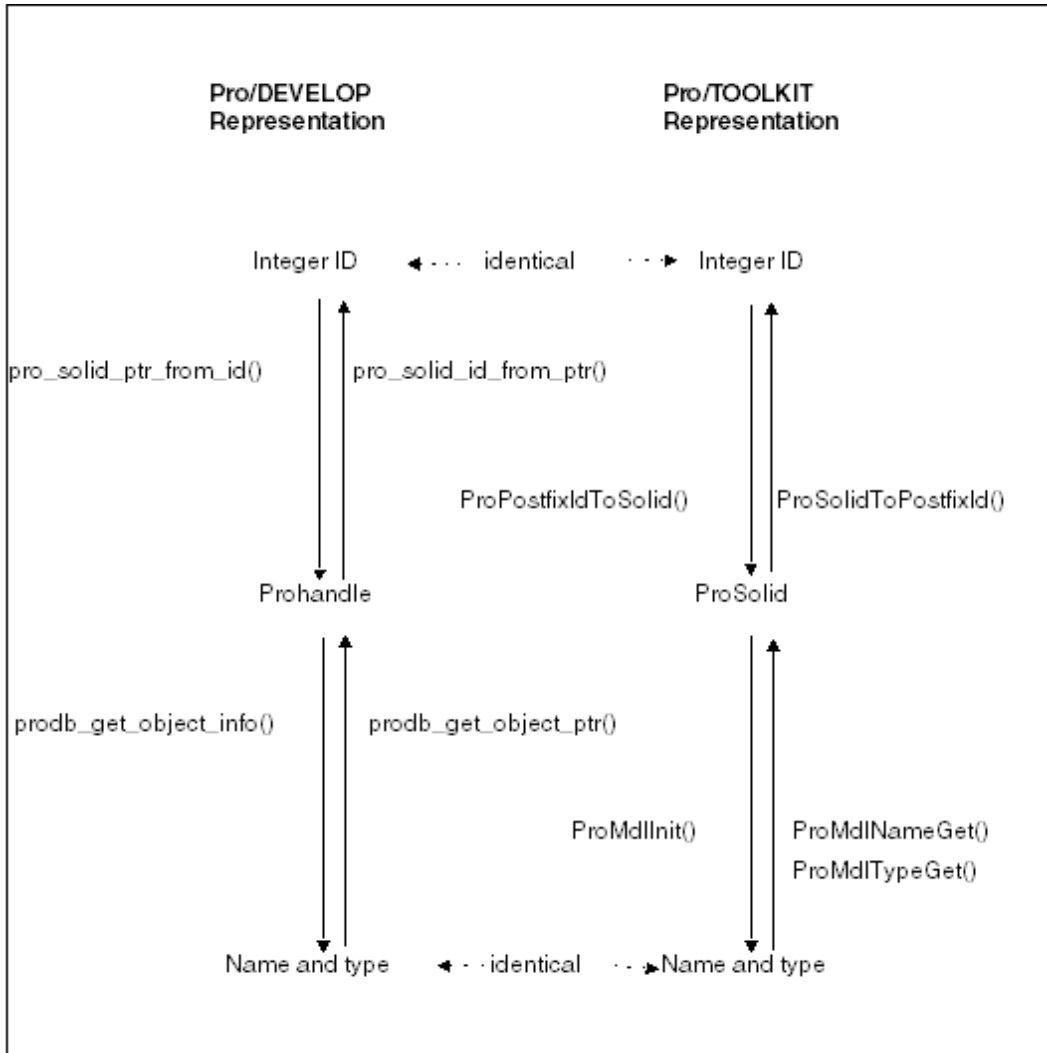 Pro/DEVELOP
Representation
Pro/TOOLKIT
Representation
Integer ID
identical
Integer ID
pro_solid_ptr_from_id()
pro_solid_id_from_ptr()
ProPostfixIdToSolid()
ProSolidToPostfixId()
Prohandle
ProSolid
prodb_get_object_info()
prodb_get_object_ptr()
ProMdlInit()
ProMdlNameGet()
ProMdlTypeGet()
Name and type
identical
Name and type